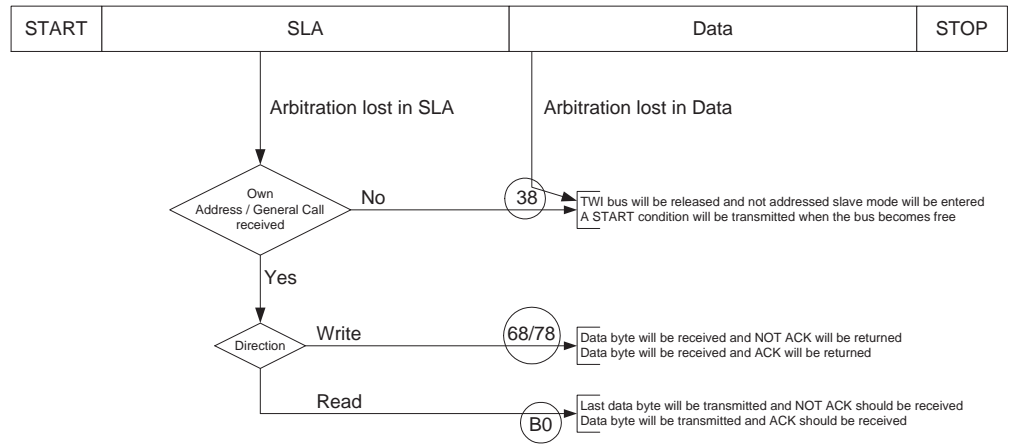 START SLA Data STOP
Arbitration lost in SLA Arbitration lost in Data
Own
Address / General Call
received
No
38
TWI bus will be released and not addressed slave mode will be entered
A START condition will be transmitted when the bus becomes free
Yes
Direction
Write
68/78
Data byte will be received and NOT ACK will be returned
Data byte will be received and ACK will be returned
Read
B0
Last data byte will be transmitted and NOT ACK should be received
Data byte will be transmitted and ACK should be received